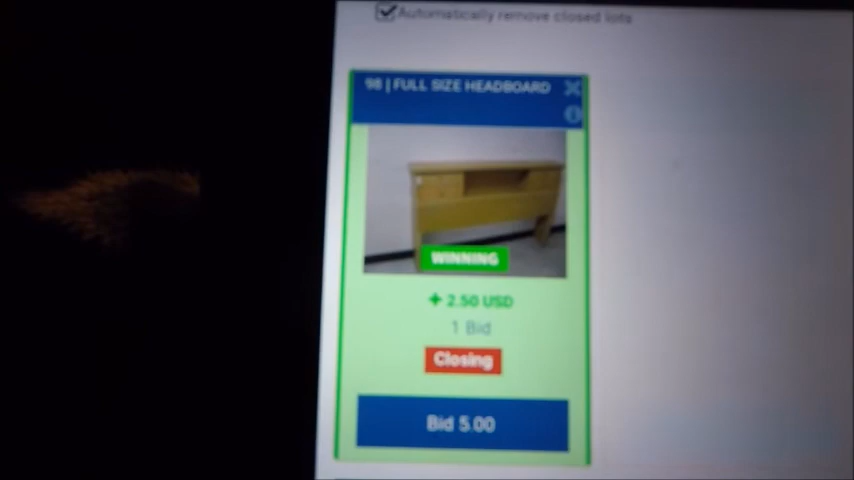 Automatically remove closed lots
98 | FULL SIZE HEADBOARD
WINNING
+ 2.50 USD
1 Bid
Closing
Bid 5.00